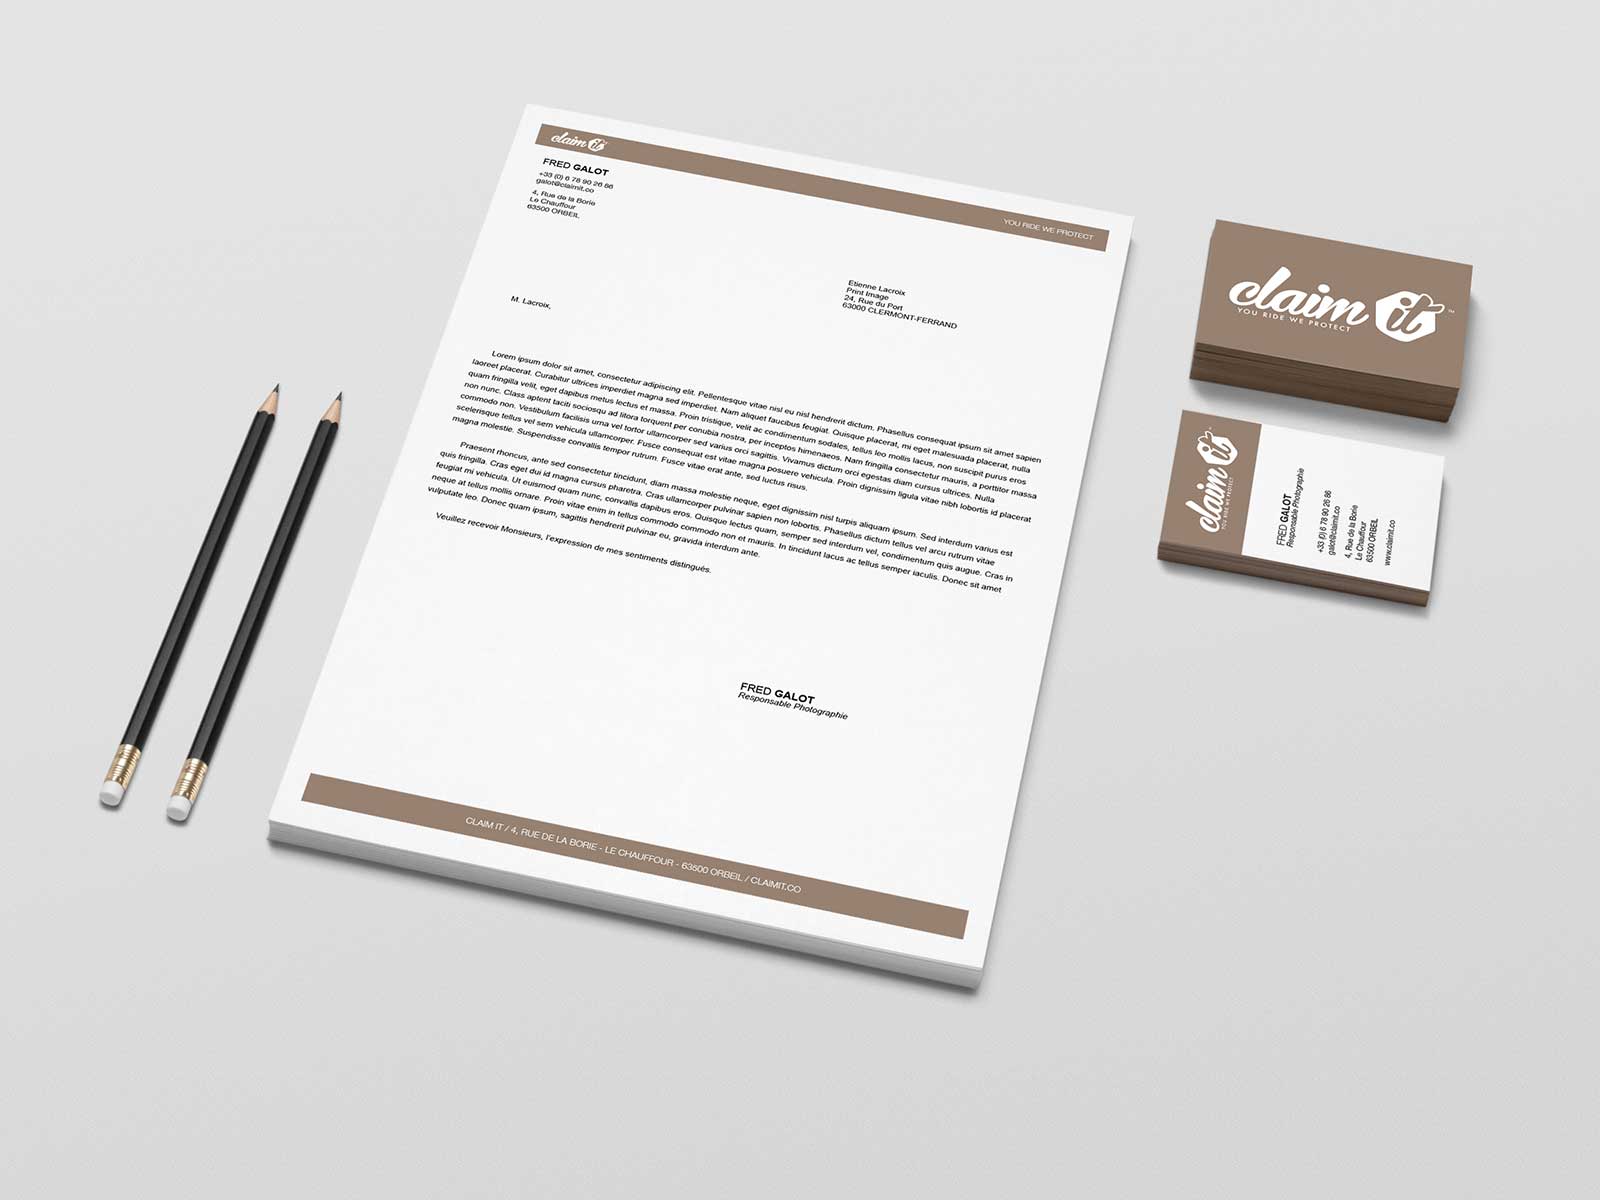 claim it
YOU RIDE WE PROTECT
FRED GALOT
+33 (0) 6 78 90 26 86
galot@claimit.co
4, Rue de la Borie
Le Chauffour
63500 ORBEIL
Etienne Lacroix
Print Image
24, Rue du Port
63000 CLERMONT-FERRAND
M. Lacroix,
Lorem ipsum dolor sit amet, consectetur adipiscing elit. Pellentesque vitae nisl eu nisl hendrerit dictum. Phasellus consequat ipsum sit amet sapien
laoreet placerat. Curabitur ultrices imperdiet magna sed imperdiet. Nam aliquet faucibus feugiat. Quisque placerat, mi eget malesuada placerat, nulla
quam fringilla velit, eget dapibus metus lectus et massa. Proin tristique, velit ac condimentum sodales, tellus leo mollis lacus, non suscipit purus eros
non nunc. Class aptent taciti sociosqu ad litora torquent per conubia nostra, per inceptos himenaeos. Nam fringilla consectetur mauris, a porttitor massa
commodo non. Vestibulum facilisis urna vel tortor ullamcorper sed varius orci sagittis. Vivamus dictum orci egestas diam cursus ultrices. Nulla
scelerisque tellus vel sem vehicula ullamcorper. Fusce consequat est vitae magna posuere vehicula. Proin dignissim ligula vitae nibh lobortis id placerat
magna molestie. Suspendisse convallis tempor rutrum. Fusce vitae erat ante, sed luctus risus.
Praesent rhoncus, ante sed consectetur tincidunt, diam massa molestie neque, eget dignissim nisl turpis aliquam ipsum. Sed interdum varius est
quis fringilla. Cras eget dui id magna cursus pharetra. Cras ullamcorper pulvinar sapien non lobortis. Phasellus dictum tellus vel arcu rutrum vitae
feugiat mi vehicula. Ut euismod quam nunc, convallis dapibus eros. Quisque lectus quam, semper sed interdum vel, condimentum quis augue. Cras in
neque at tellus mollis ornare. Proin vitae enim in tellus commodo commodo non et mauris. In tincidunt lacus ac tellus semper iaculis. Donec sit amet
vulputate leo. Donec quam ipsum, sagittis hendrerit pulvinar eu, gravida interdum ante.
Veuillez recevoir Monsieurs, l'expression de mes sentiments distingués.
FRED GALOT
Responsable Photographie
CLAIM IT / 4, RUE DE LA BORIE - LE CHAUFFOUR - 63500 ORBEIL / CLAIMIT.CO
claim it ™
YOU RIDE WE PROTECT
claim it
YOU RIDE WE PROTECT
FRED GALOT
Responsable Photographie
+33 (0) 6 78 90 26 86
galot@claimit.co
4, Rue de la Borie
Le Chauffour
63500 ORBEIL
www.claimit.co